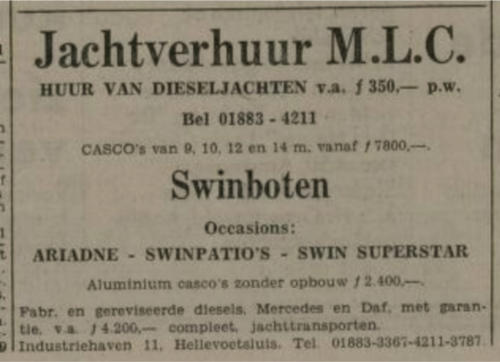 Jachtverhuur M.L.C.
HUUR VAN DIESELJACHTEN v.a. ƒ 350,— p.w.
Bel 01883 - 4211
CASCO's van 9, 10, 12 en 14 m, vanaf ƒ 7800,—.
Swinboten
Occasions:
ARIADNE - SWINPATIO'S - SWIN SUPERSTAR
Aluminium casco's zonder opbouw ƒ 2.400,—.
Fabr. en gereviseerde diesels, Mercedes en Daf, met garan-
tie, v.a. ƒ 4.200,— compleet, jachttransporten.
Industriehaven 11, Hellevoetsluis. Tel. 01883-3367-4211-3787.